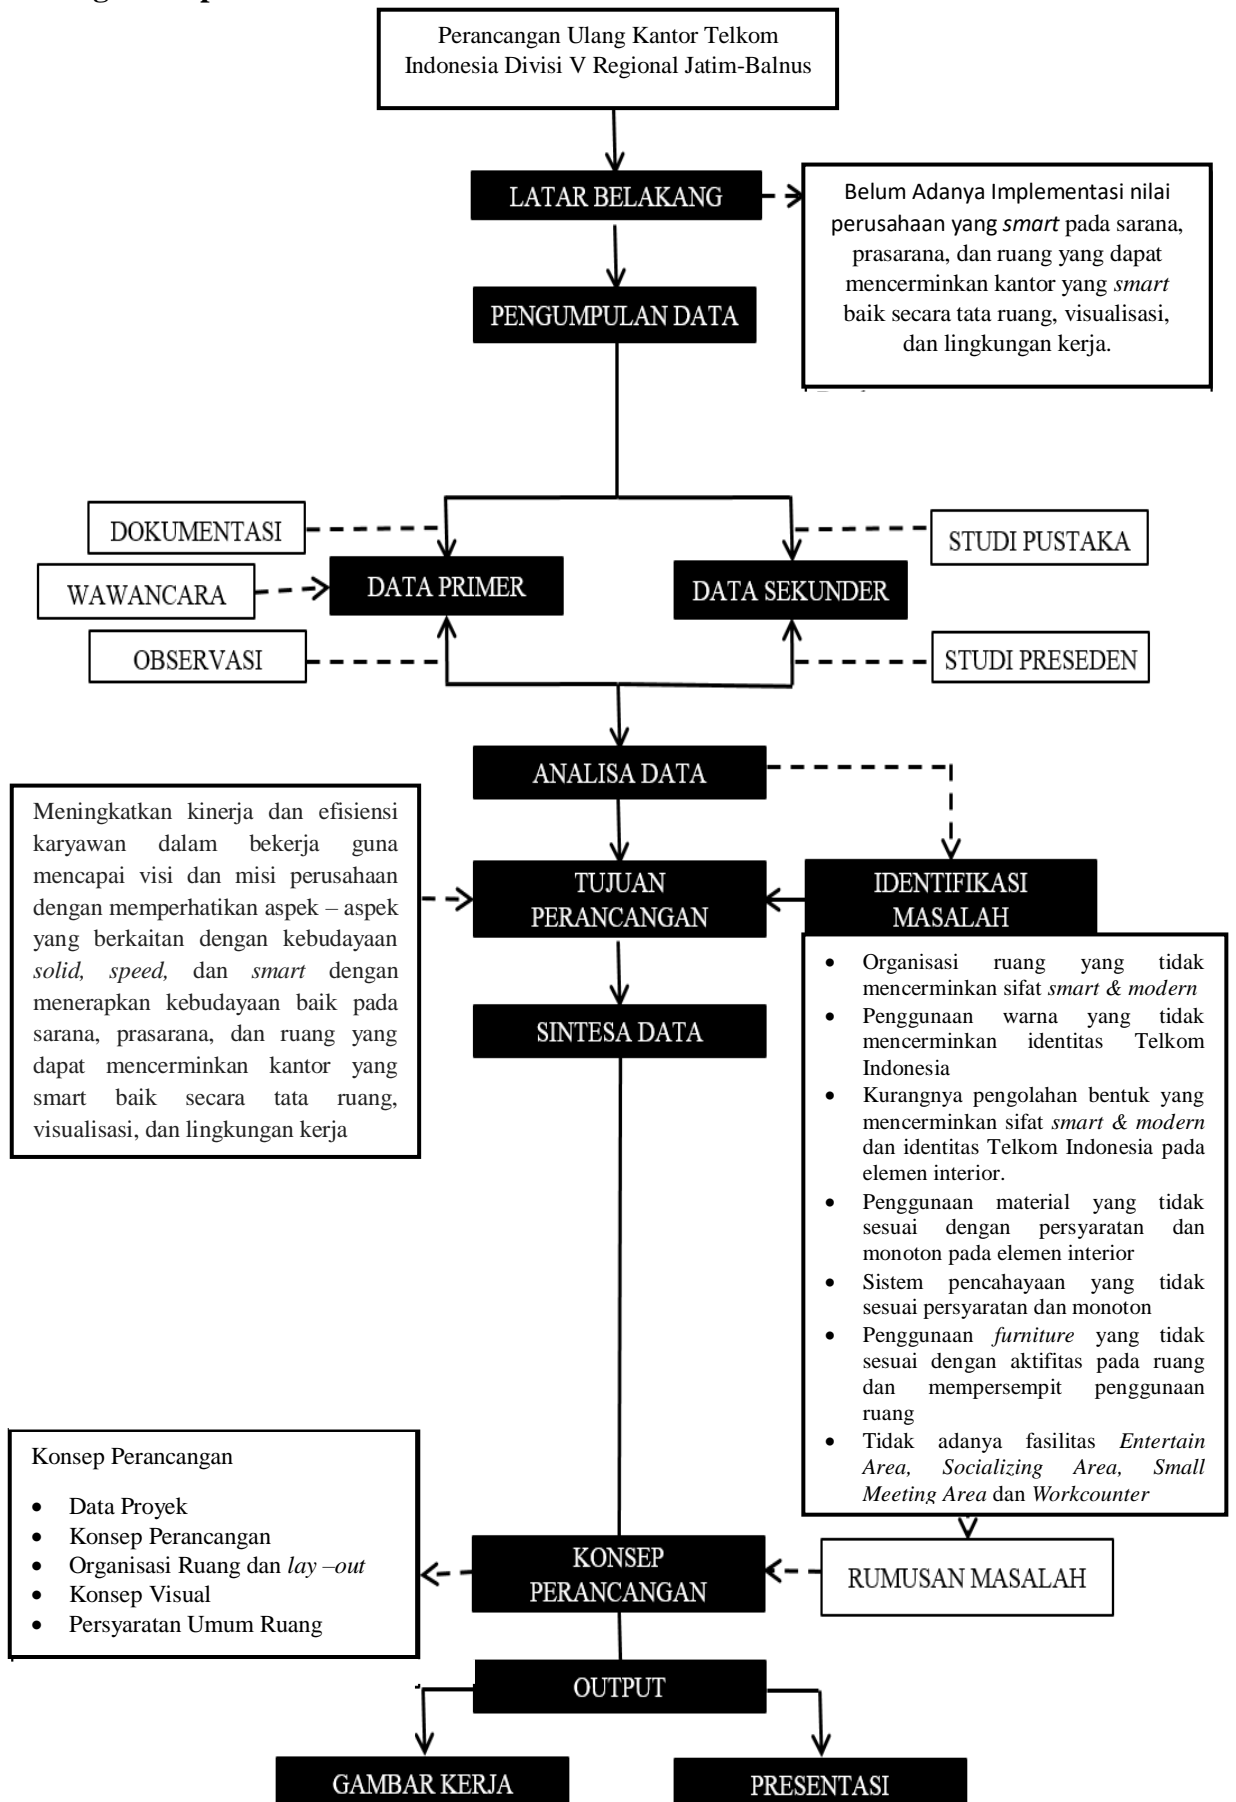 Perancangan Ulang Kantor Telkom
Indonesia Divisi V Regional Jatim-Balnus
LATAR BELAKANG
Belum Adanya Implementasi nilai
perusahaan yang smart pada sarana,
prasarana, dan ruang yang dapat
mencerminkan kantor yang smart
baik secara tata ruang, visualisasi,
dan lingkungan kerja.
PENGUMPULAN DATA
DOKUMENTASI
STUDI PUSTAKA
WAWANCARA
DATA PRIMER
DATA SEKUNDER
OBSERVASI
STUDI PRESEDEN
ANALISA DATA
Meningkatkan kinerja dan efisiensi
karyawan dalam bekerja guna
mencapai visi dan misi perusahaan
dengan memperhatikan aspek – aspek
yang berkaitan dengan kebudayaan
solid, speed, dan smart dengan
menerapkan kebudayaan baik pada
sarana, prasarana, dan ruang yang
dapat mencerminkan kantor yang
smart baik secara tata ruang,
visualisasi, dan lingkungan kerja
TUJUAN
PERANCANGAN
IDENTIFIKASI
MASALAH
SINTESA DATA
• Organisasi ruang yang tidak
mencerminkan sifat smart & modern
• Penggunaan warna yang tidak
mencerminkan identitas Telkom
Indonesia
• Kurangnya pengolahan bentuk yang
mencerminkan sifat smart & modern
dan identitas Telkom Indonesia pada
elemen interior.
• Penggunaan material yang tidak
sesuai dengan persyaratan dan
monoton pada elemen interior
• Sistem pencahayaan yang tidak
sesuai persyaratan dan monoton
• Penggunaan furniture yang tidak
sesuai dengan aktifitas pada ruang
dan mempersempit penggunaan
ruang
• Tidak adanya fasilitas Entertain
Area, Socializing Area, Small
Meeting Area dan Workcounter
Konsep Perancangan
• Data Proyek
• Konsep Perancangan
• Organisasi Ruang dan lay –out
• Konsep Visual
• Persyaratan Umum Ruang
KONSEP
PERANCANGAN
RUMUSAN MASALAH
OUTPUT
GAMBAR KERJA
PRESENTASI